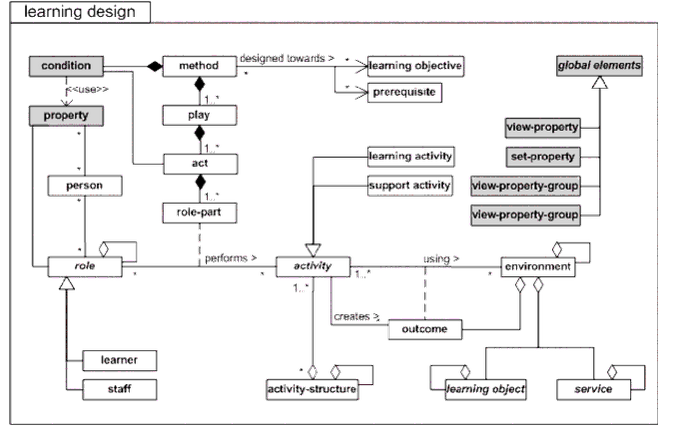 learning design
condition
method
designed towards >
*
*
learning objective
global elements
<<use>>
*
prerequisite
1..*
property
play
view-property
*
1..*
act
learning activity
set-property
person
1..*
support activity
view-property-group
*
role-part
view-property-group
*
role
performes >
*
*
activity
using >
1..*
*
environment
1..*
creates >
*
outcome
learner
*
staff
activity-structure
learning object
service